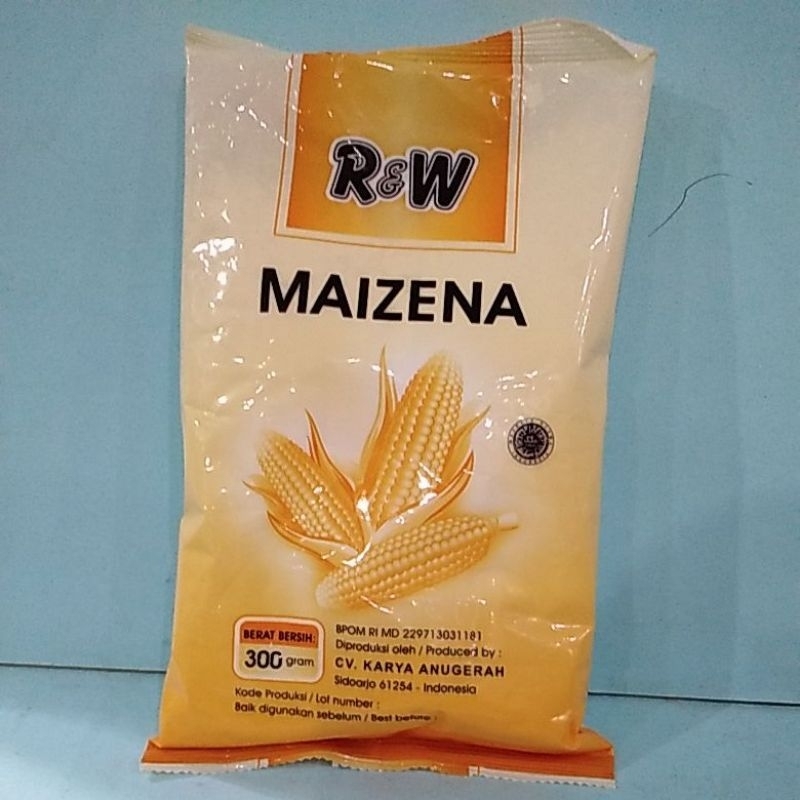 R&W
MAIZENA
BERAT BERSIH:
300 gram
BPOM RI MD 229713031181
Diproduksi oleh / Produced by :
CV. KARYA ANUGERAH
Sidoarjo 61254 - Indonesia
Kode Produksi / Lot number :
Baik digunakan sebelum / Best before :